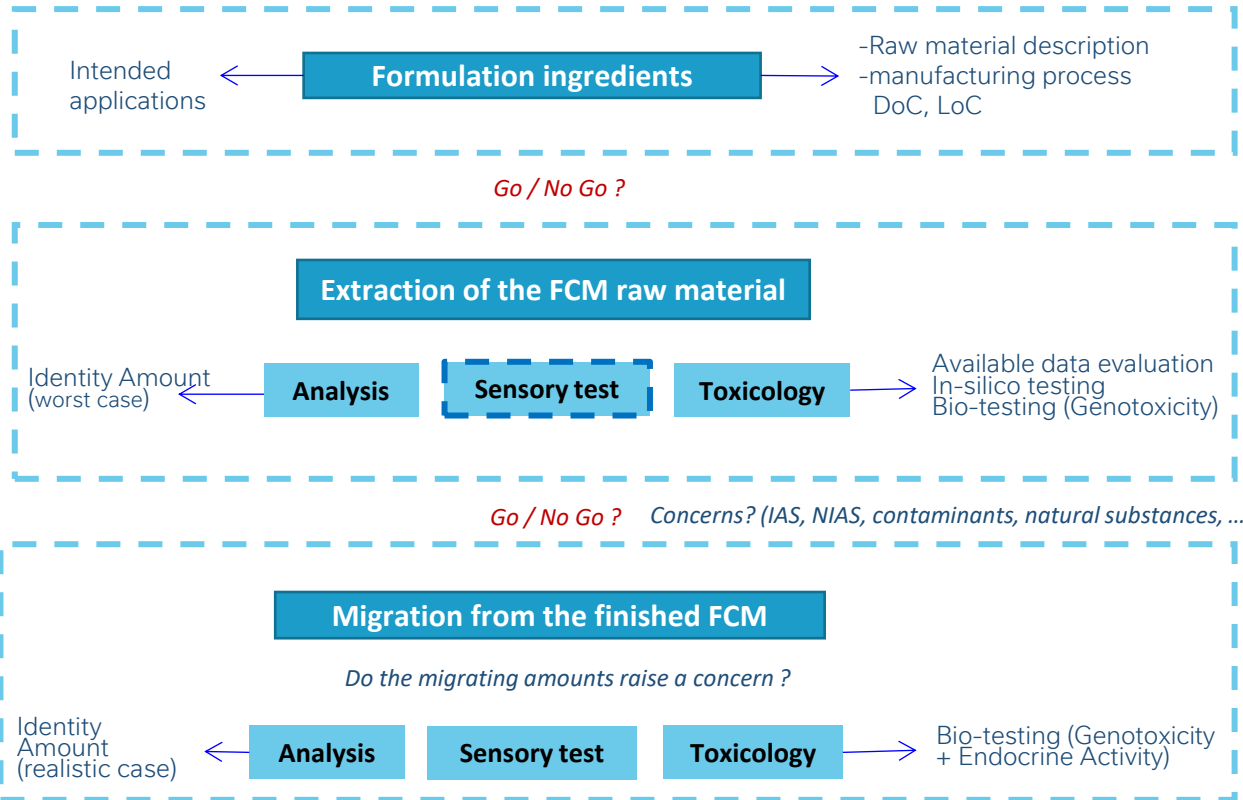 Intended
applications
Formulation ingredients
-Raw material description
-manufacturing process
DoC, LoC
Go / No Go ?
Extraction of the FCM raw material
Identity Amount
(worst case)
Analysis
Sensory test
Toxicology
Available data evaluation
In-silico testing
Bio-testing (Genotoxicity)
Go / No Go ?
Concerns? (IAS, NIAS, contaminants, natural substances, ...
Migration from the finished FCM
Do the migrating amounts raise a concern ?
Identity
Amount
(realistic case)
Analysis
Sensory test
Toxicology
Bio-testing (Genotoxicity
+ Endocrine Activity)